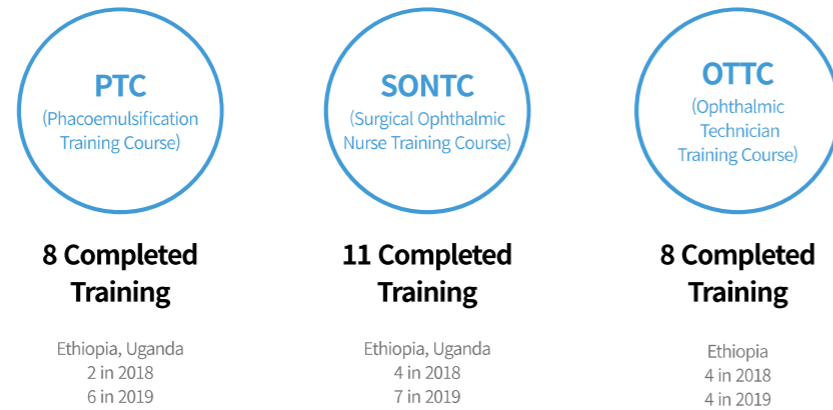 PTC
(Phacoemulsification
Training Course)
8 Completed
Training
Ethiopia, Uganda
2 in 2018
6 in 2019
SONTC
(Surgical Ophthalmic
Nurse Training Course)
11 Completed
Training
Ethiopia, Uganda
4 in 2018
7 in 2019
OTTC
(Ophthalmic
Technician
Training Course)
8 Completed
Training
Ethiopia
4 in 2018
4 in 2019